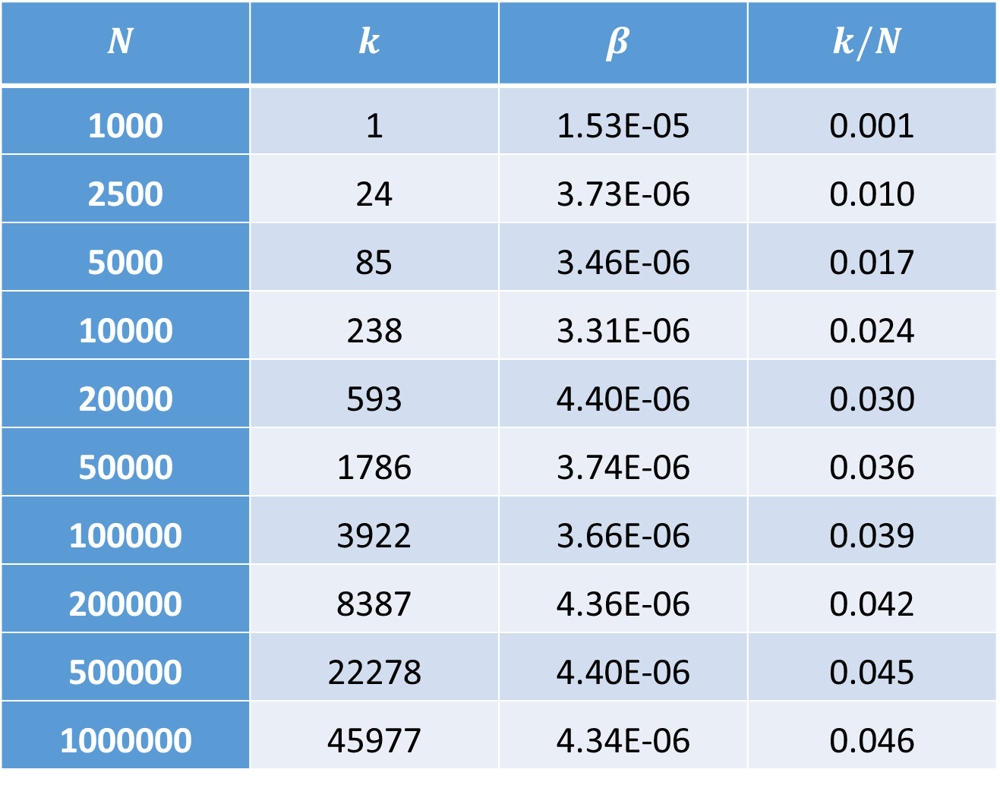 N k β k/N
1000 1 1.53E-05 0.001
2500 24 3.73E-06 0.010
5000 85 3.46E-06 0.017
10000 238 3.31E-06 0.024
20000 593 4.40E-06 0.030
50000 1786 3.74E-06 0.036
100000 3922 3.66E-06 0.039
200000 8387 4.36E-06 0.042
500000 22278 4.40E-06 0.045
1000000 45977 4.34E-06 0.046